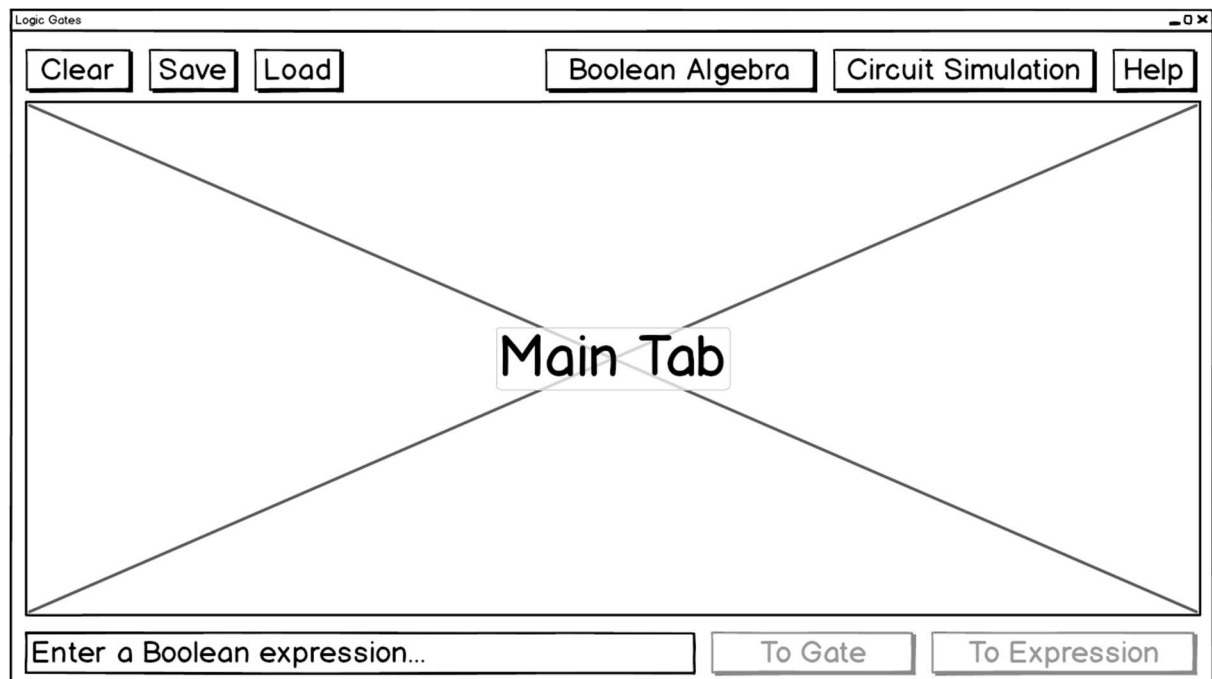 Logic Gates
Clear Save Load Boolean Algebra Circuit Simulation Help
Main Tab
Enter a Boolean expression... To Gate To Expression